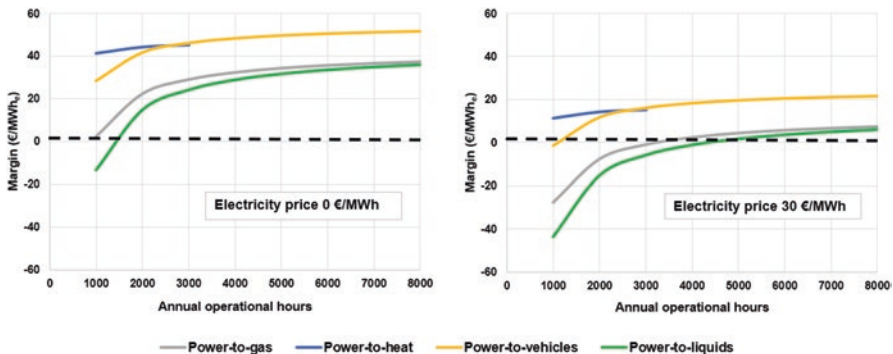 60
40
20
0
-20
-40
-60
Margin (€/MWhₑ)
Electricity price 0 €/MWh
0 1000 2000 3000 4000 5000 6000 7000 8000
Annual operational hours
60
40
20
0
-20
-40
-60
Margin (€/MWhₑ)
Electricity price 30 €/MWh
0 1000 2000 3000 4000 5000 6000 7000 8000
Annual operational hours
Power-to-gas Power-to-heat Power-to-vehicles Power-to-liquids